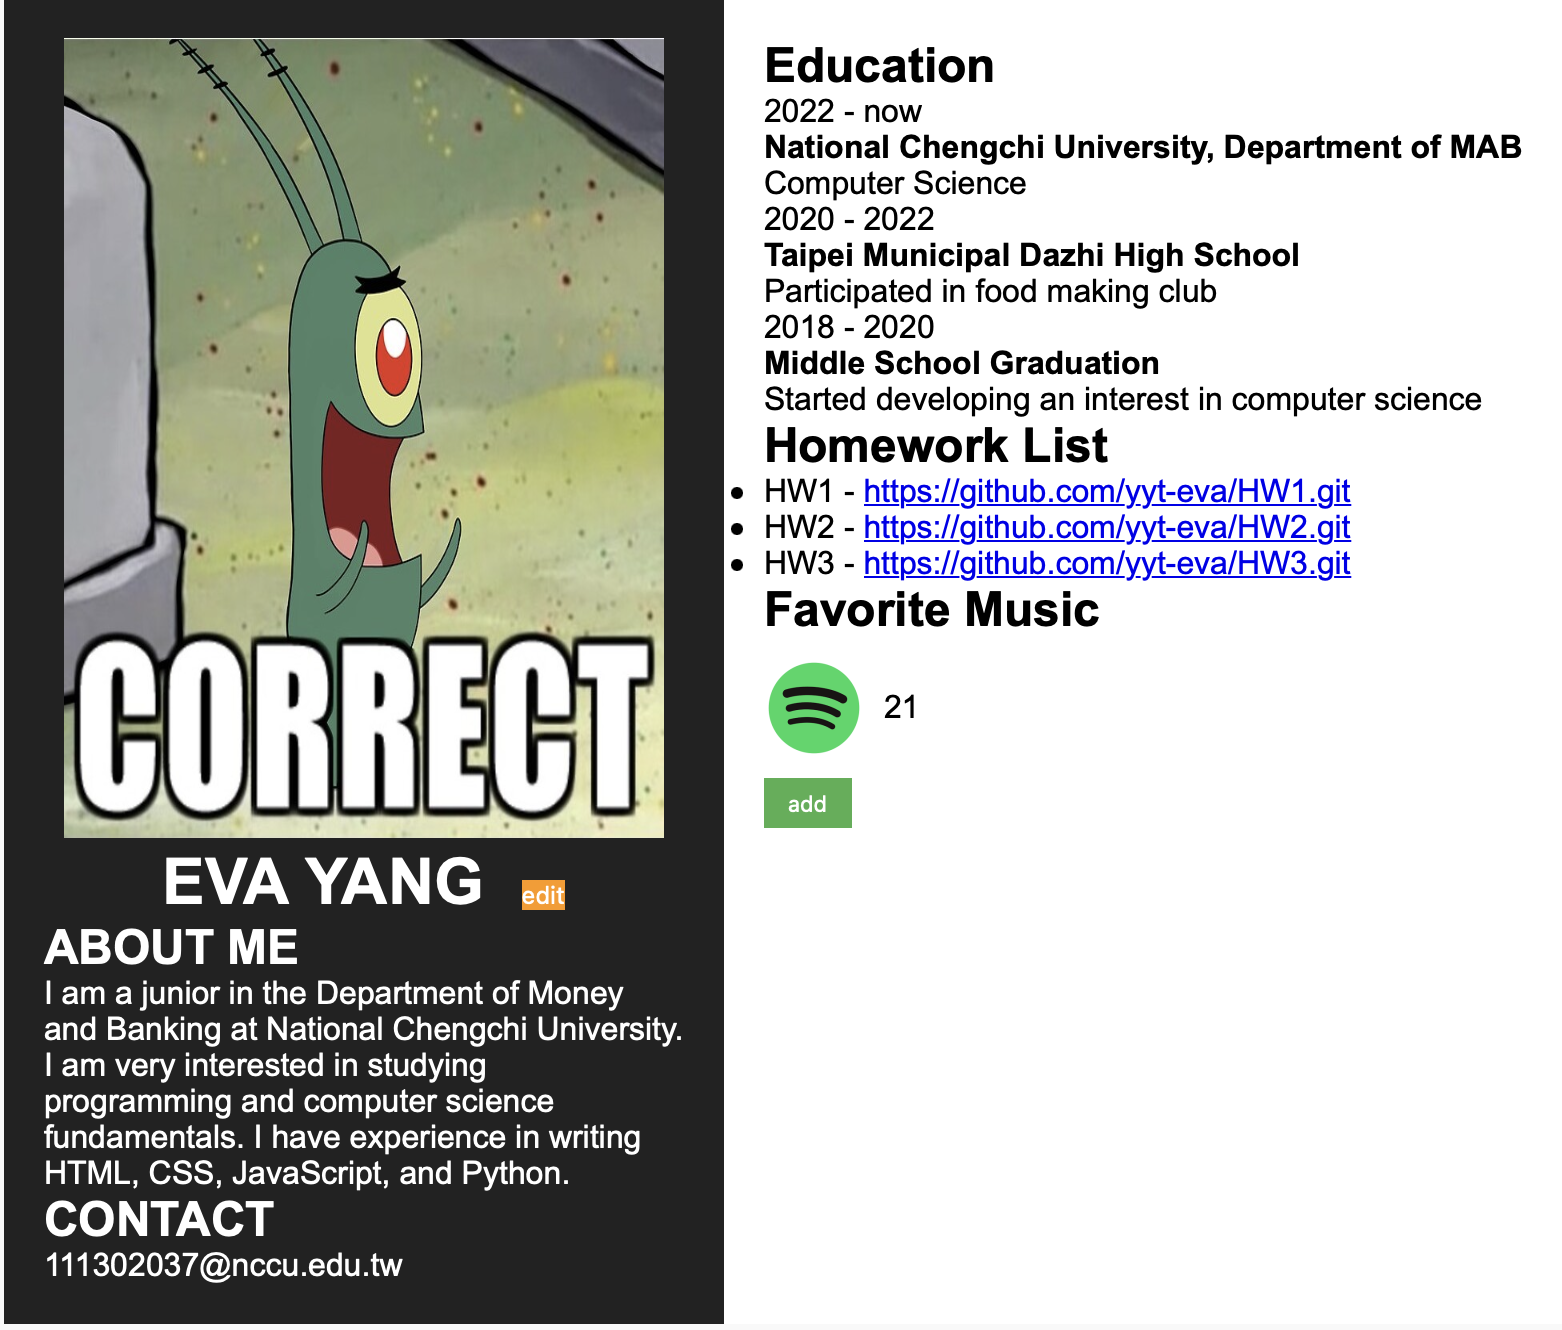 CORRECT
EVA YANG edit
ABOUT ME
I am a junior in the Department of Money
and Banking at National Chengchi University.
I am very interested in studying
programming and computer science
fundamentals. I have experience in writing
HTML, CSS, JavaScript, and Python.
CONTACT
111302037@nccu.edu.tw
Education
2022 - now
National Chengchi University, Department of MAB
Computer Science
2020 - 2022
Taipei Municipal Dazhi High School
Participated in food making club
2018 - 2020
Middle School Graduation
Started developing an interest in computer science
Homework List
HW1 - https://github.com/yyt-eva/HW1.git
HW2 - https://github.com/yyt-eva/HW2.git
HW3 - https://github.com/yyt-eva/HW3.git
Favorite Music
21
add